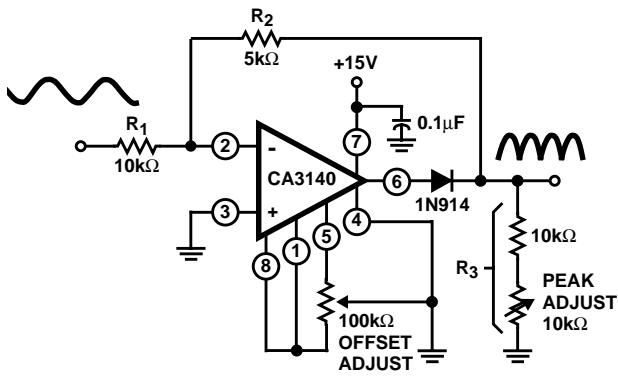 R2
5kΩ
+15V
R1
10kΩ
0.1μF
2
-
7
CA3140
6
1N914
3
+
4
5
1
8
10kΩ
R3
100kΩ
OFFSET
ADJUST
PEAK
ADJUST
10kΩ